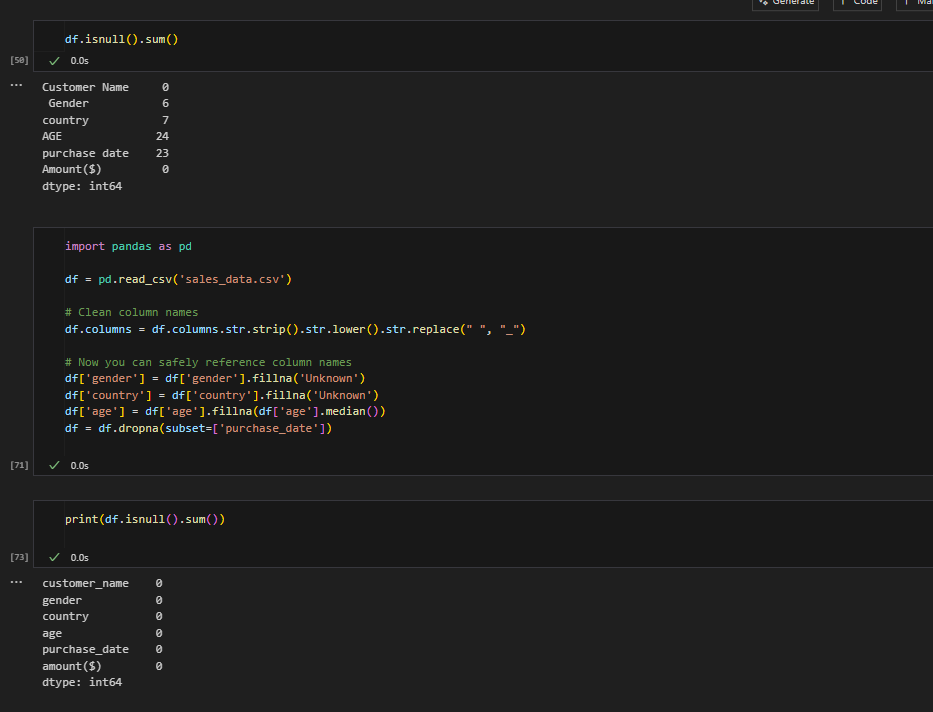 Generate Code
df.isnull().sum()
[50] 0.0s
...
Customer Name 0
Gender 6
country 7
AGE 24
purchase date 23
Amount($) 0
dtype: int64
import pandas as pd
df = pd.read_csv('sales_data.csv')
# Clean column names
df.columns = df.columns.str.strip().str.lower().str.replace(" ", "_")
# Now you can safely reference column names
df['gender'] = df['gender'].fillna('Unknown')
df['country'] = df['country'].fillna('Unknown')
df['age'] = df['age'].fillna(df['age'].median())
df = df.dropna(subset=['purchase_date'])
[71] 0.0s
print(df.isnull().sum())
[73] 0.0s
...
customer_name 0
gender 0
country 0
age 0
purchase_date 0
amount($) 0
dtype: int64